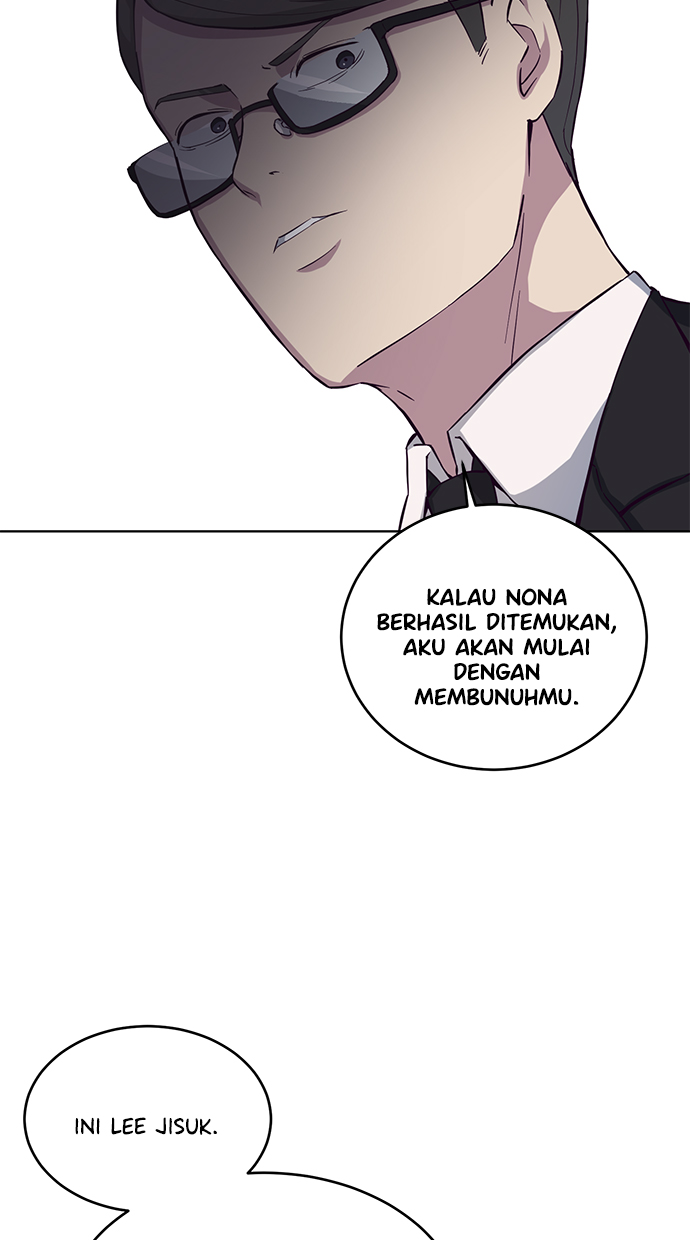 KALAU NONA
BERHASIL DITEMUKAN,
AKU AKAN MULAI
DENGAN
MEMBUNUHMU.
INI LEE JISUK.